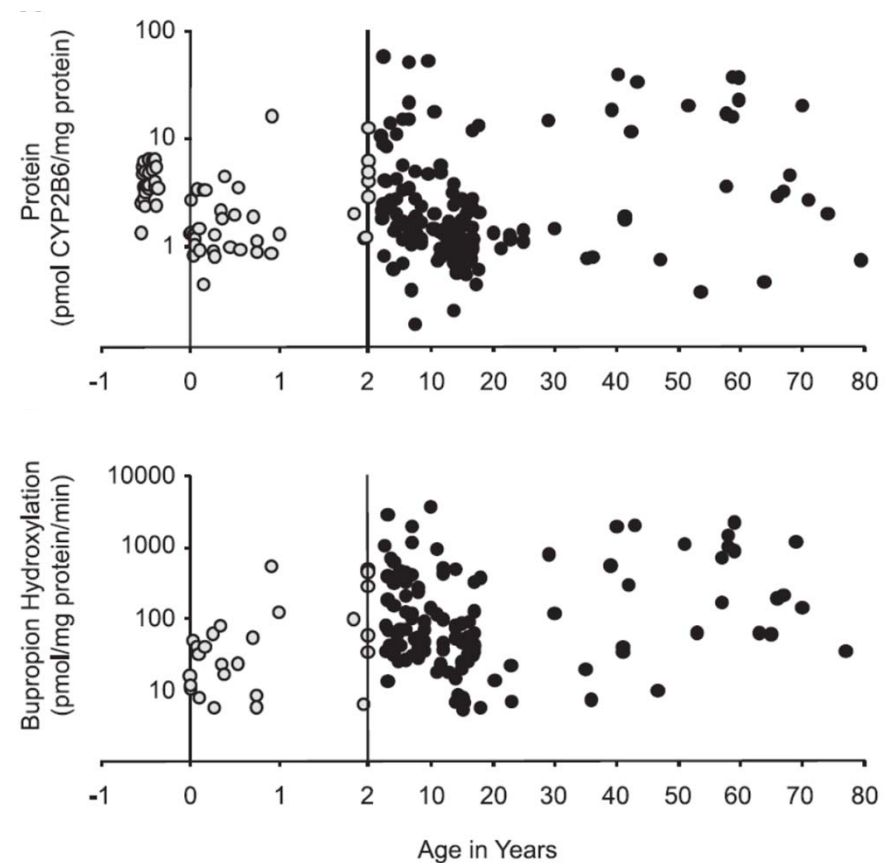 Protein
(pmol CYP2B6/mg protein)
100
10
1
-1 0 1 2 10 20 30 40 50 60 70 80
Bupropion Hydroxylation
(pmol/mg protein/min)
10000
1000
100
10
-1 0 1 2 10 20 30 40 50 60 70 80
Age in Years